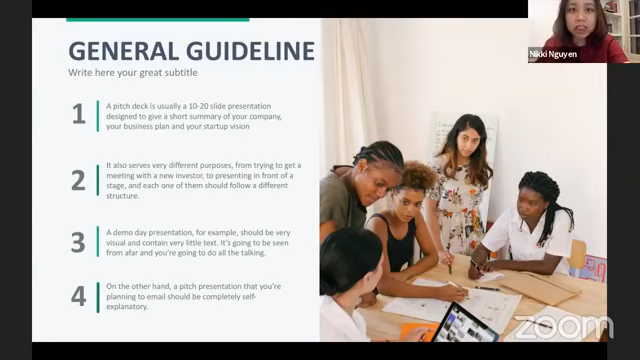 GENERAL GUIDELINE
Write here your great subtitle
1
A pitch deck is usually a 10-20 slide presentation
designed to give a short summary of your company,
your business plan and your startup vision
2
It also serves very different purposes, from trying to get a
meeting with a new investor, to presenting in front of a
stage, and each one of them should follow a different
structure.
3
A demo day presentation, for example, should be very
visual and contain very little text. It's going to be seen
from afar and you're going to do all the talking.
4
On the other hand, a pitch presentation that you're
planning to email should be completely self-
explanatory.
Nikki Nguyen
zoom